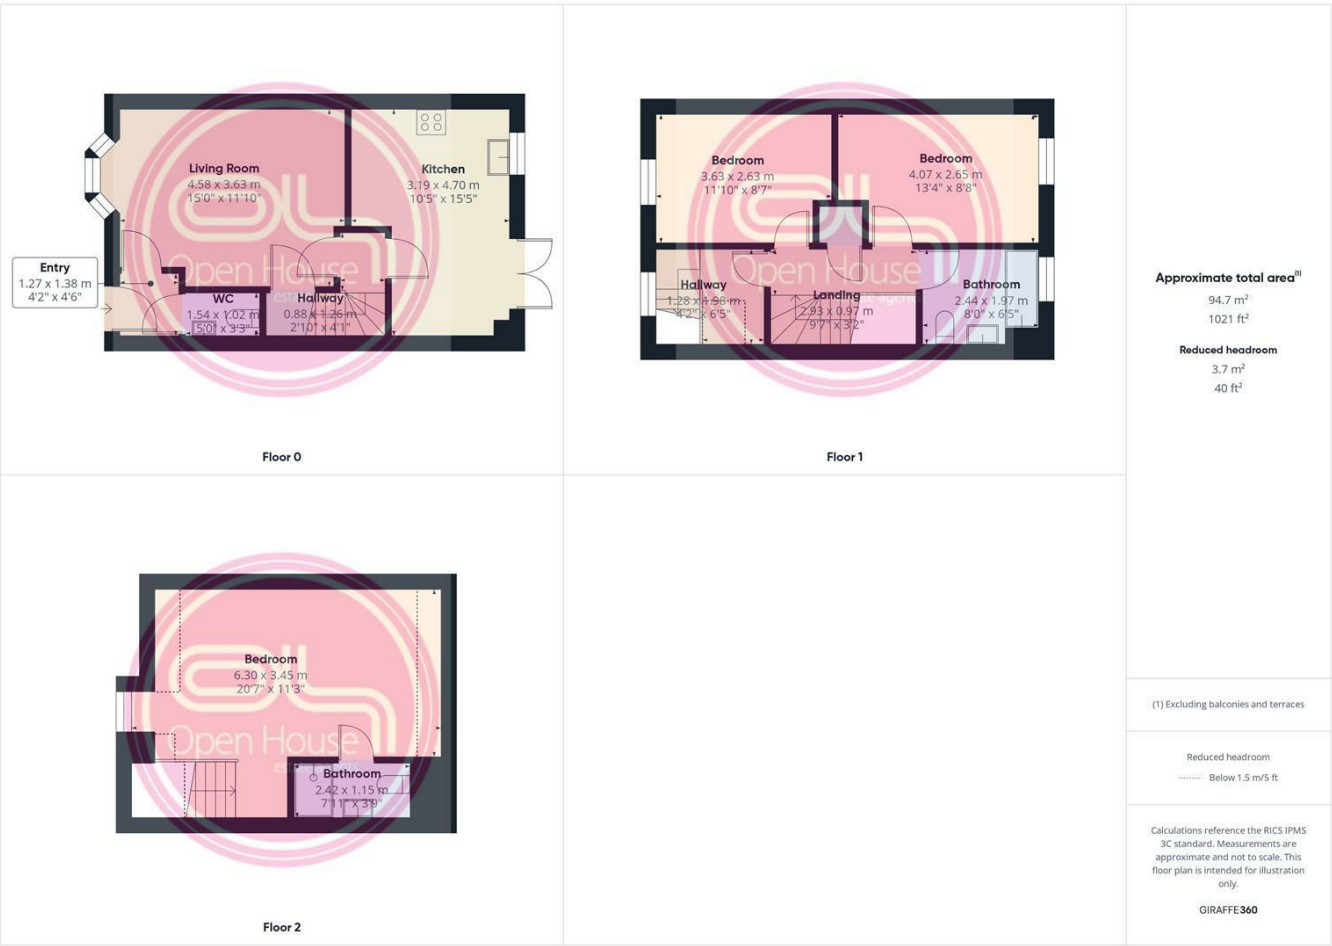 Living Room
4.58 x 3.63 m
15'0" x 11'10"
Kitchen
3.19 x 4.70 m
10'5" x 15'5"
Entry
1.27 x 1.38 m
4'2" x 4'6"
WC
1.54 x 1.02 m
5'0" x 3'3"
Hallway
0.88 x 1.26 m
2'10" x 4'1"
Open House
Floor 0
Bedroom
3.63 x 2.63 m
11'10" x 8'7"
Bedroom
4.07 x 2.65 m
13'4" x 8'8"
Hallway
1.28 x 1.98 m
4'2" x 6'5"
Landing
2.93 x 0.97 m
9'7" x 3'2"
Bathroom
2.44 x 1.97 m
8'0" x 6'5"
Open House
Floor 1
Bedroom
6.30 x 3.45 m
20'7" x 11'3"
Open House
Bathroom
2.42 x 1.15 m
7'11" x 3'9"
Floor 2
Approximate total area(1)
94.7 m²
1021 ft²
Reduced headroom
3.7 m²
40 ft²
(1) Excluding balconies and terraces
Reduced headroom
Below 1.5 m/5 ft
Calculations reference the RICS IPMS
3C standard. Measurements are
approximate and not to scale. This
floor plan is intended for illustration
only.
GIRAFFE360